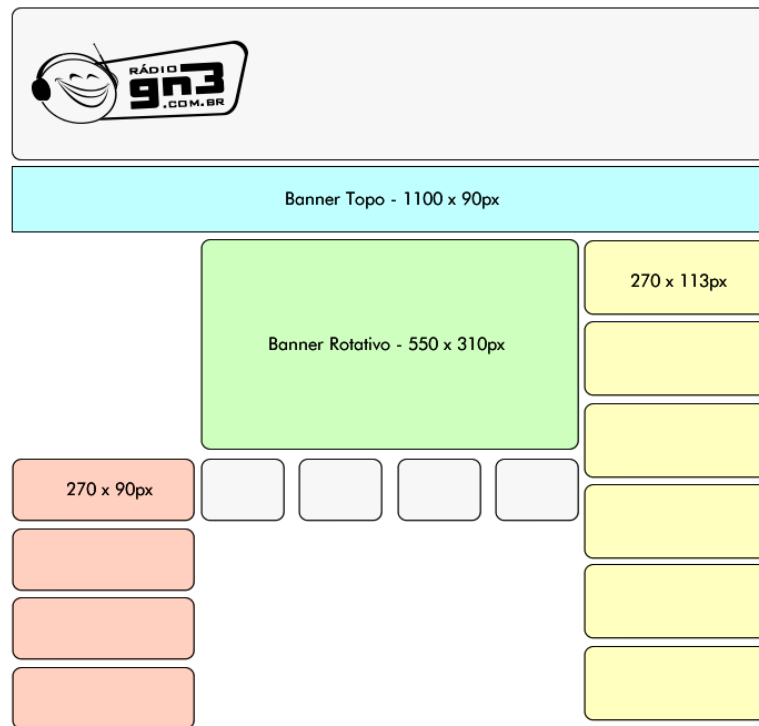 RÁDIO
gn3
.COM.BR
Banner Topo - 1100 x 90px
270 x 113px
Banner Rotativo - 550 x 310px
270 x 90px